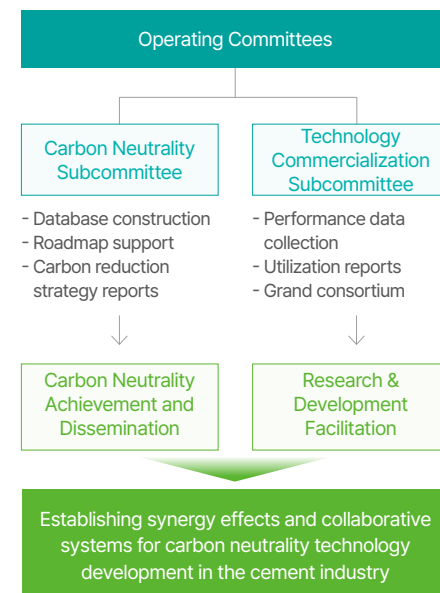 Operating Committees
Carbon Neutrality
Subcommittee
- Database construction
- Roadmap support
- Carbon reduction
strategy reports
Carbon Neutrality
Achievement and
Dissemination
Technology
Commercialization
Subcommittee
- Performance data
collection
- Utilization reports
- Grand consortium
Research &
Development
Facilitation
Establishing synergy effects and collaborative
systems for carbon neutrality technology
development in the cement industry